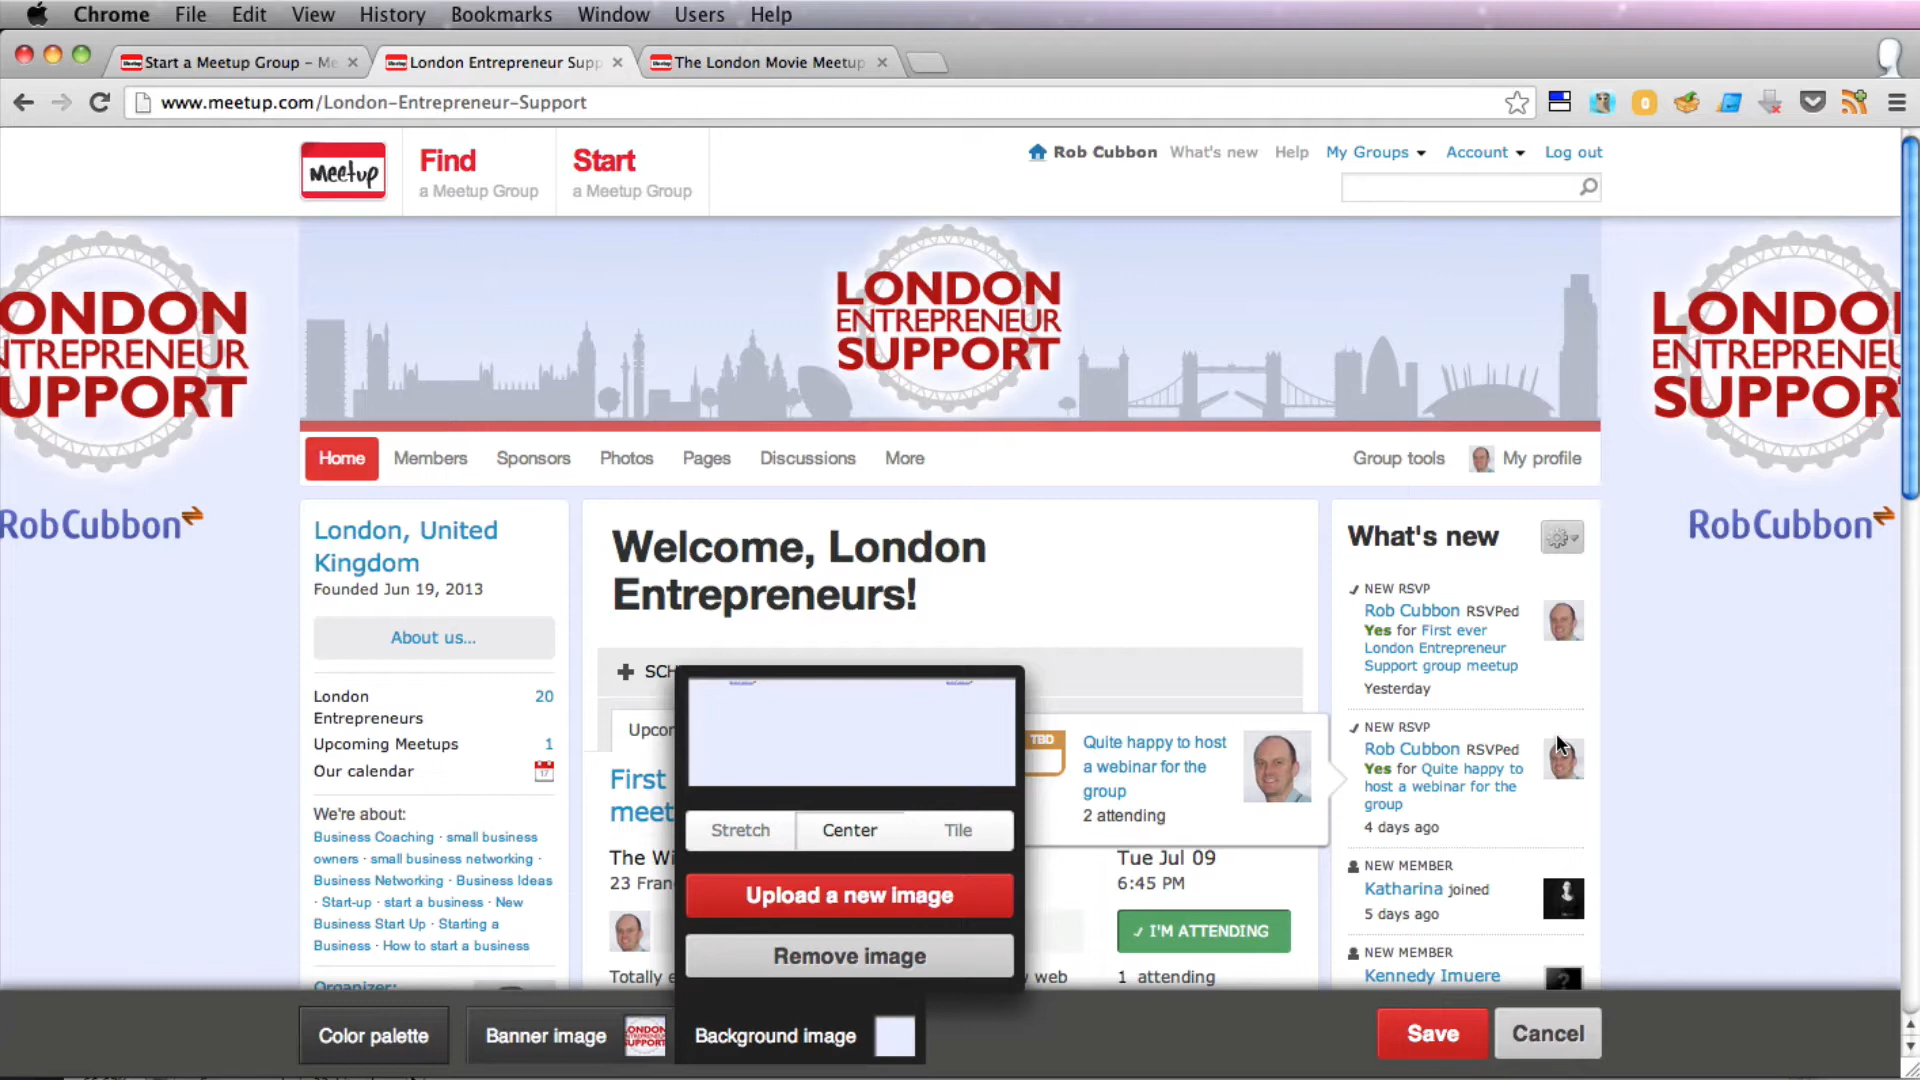 Chrome File Edit View History Bookmarks Window Users Help
Start a Meetup Group – Me
London Entrepreneur Supp
The London Movie Meetup
www.meetup.com/London-Entrepreneur-Support
Meetup
Find
a Meetup Group
Start
a Meetup Group
Rob Cubbon What's new Help My Groups Account Log out
LONDON
ENTREPRENEUR
SUPPORT
ONDON
NTREPRENEUR
UPPORT
RobCubbon
LONDO
ENTREPRENEU
SUPPOR
RobCubbon
Home Members Sponsors Photos Pages Discussions More Group tools My profile
London, United
Kingdom
Founded Jun 19, 2013
About us...
London
Entrepreneurs
20
Upcoming Meetups 1
Our calendar
17
We're about:
Business Coaching · small business
owners · small business networking ·
Business Networking · Business Ideas
· Start-up · start a business · New
Business Start Up · Starting a
Business · How to start a business
Organizer:
Welcome, London
Entrepreneurs!
SCH
Upcor
First
meet
The Wi
23 Fran
Totally e
web
TBD
Quite happy to host
a webinar for the
group
2 attending
Tue Jul 09
6:45 PM
✓ I'M ATTENDING
1 attending
What's new
NEW RSVP
Rob Cubbon RSVPed
Yes for First ever
London Entrepreneur
Support group meetup
Yesterday
NEW RSVP
Rob Cubbon RSVPed
Yes for Quite happy to
host a webinar for the
group
4 days ago
NEW MEMBER
Katharina joined
5 days ago
NEW MEMBER
Kennedy Imuere
Stretch Center Tile
Upload a new image
Remove image
Color palette
Banner image
LONDON
ENTREPRENEUR
SUPPORT
Background image
Save
Cancel